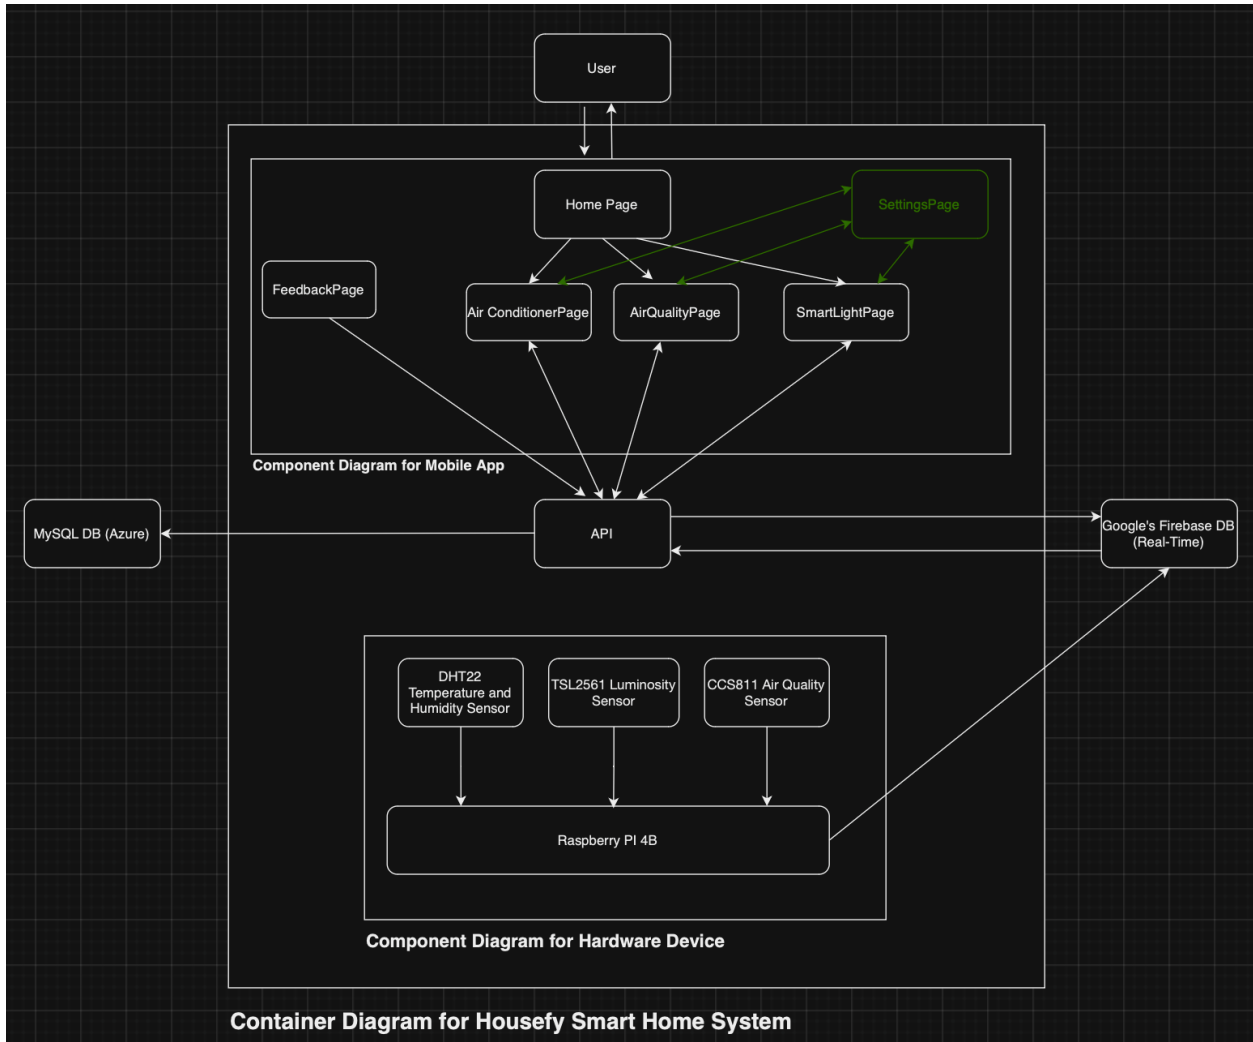 User
Home Page
SettingsPage
FeedbackPage
Air ConditionerPage
AirQualityPage
SmartLightPage
Component Diagram for Mobile App
MySQL DB (Azure)
API
Google's Firebase DB
(Real-Time)
DHT22
Temperature and
Humidity Sensor
TSL2561 Luminosity
Sensor
CCS811 Air Quality
Sensor
Raspberry PI 4B
Component Diagram for Hardware Device
Container Diagram for Housefy Smart Home System